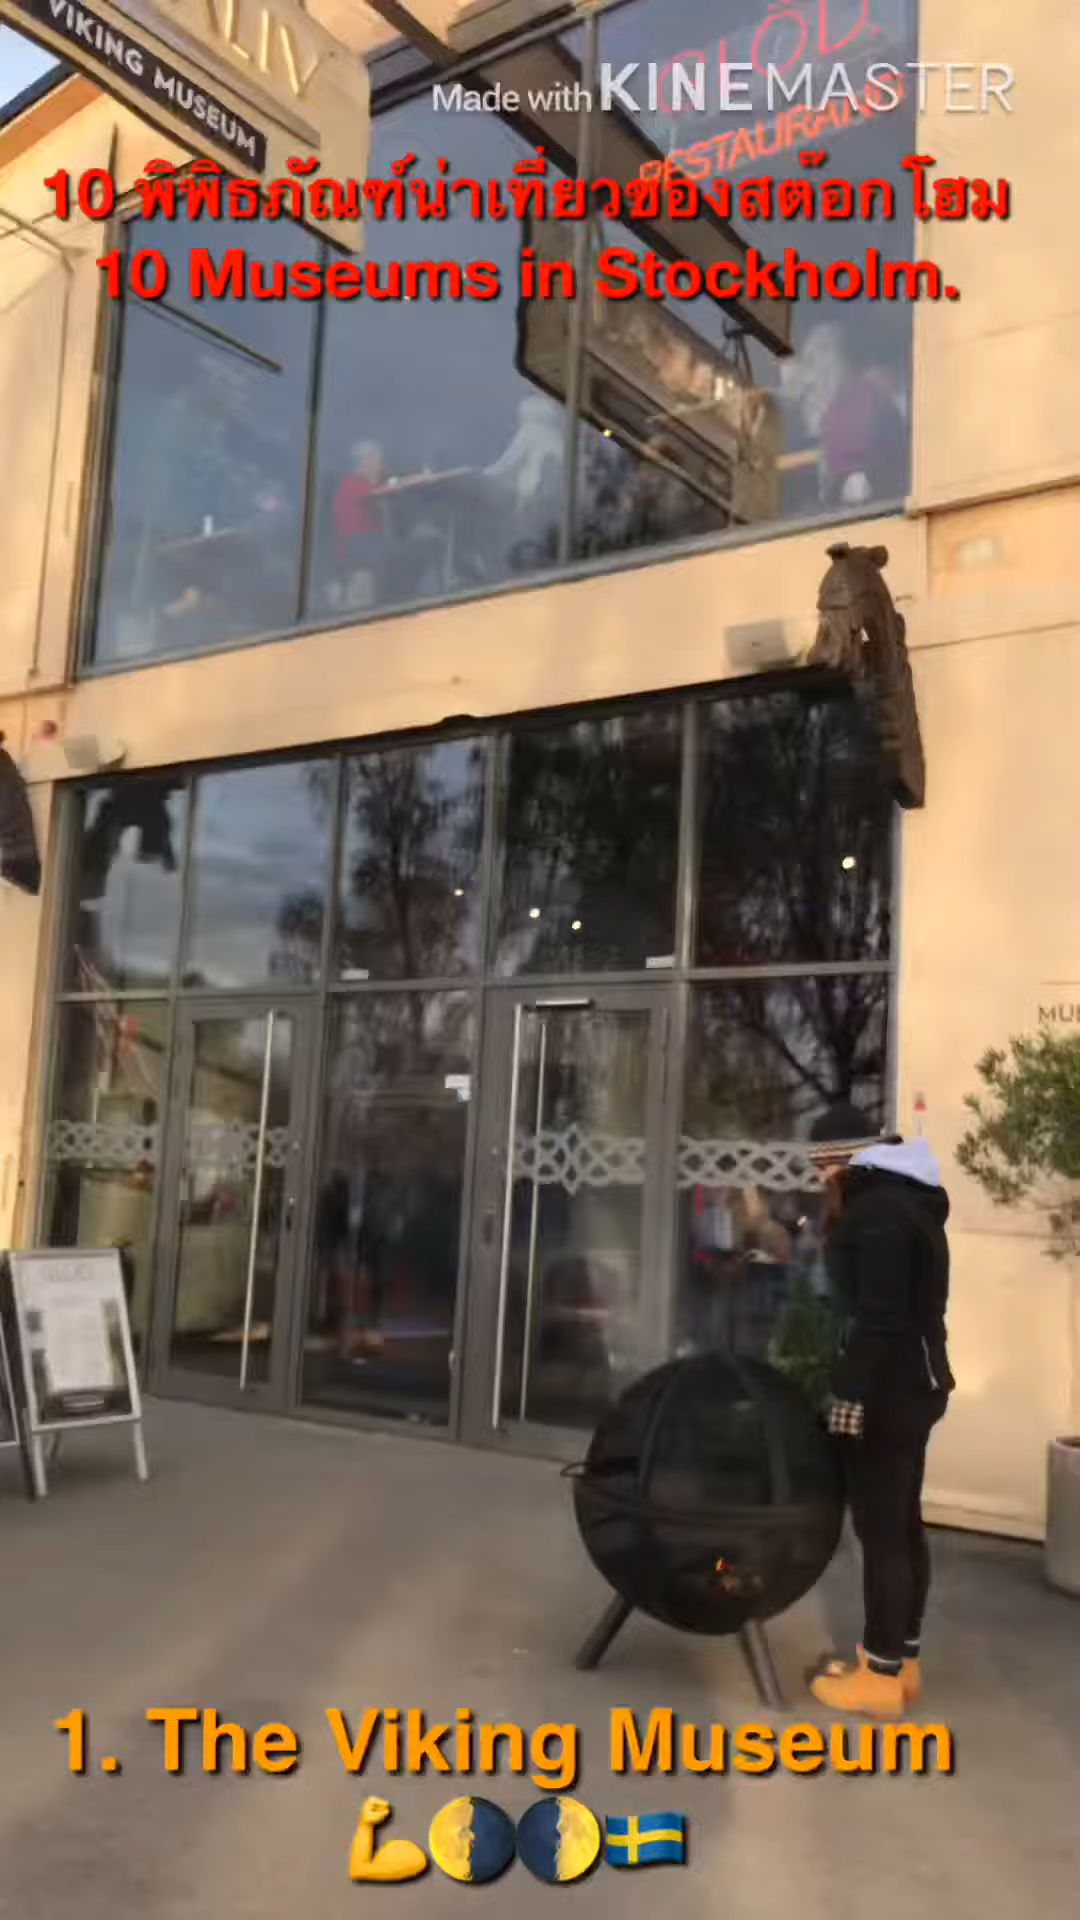 VIKING MUSEUM
Made with KINEMASTER
GLÖD
RESTAURANG
10 พิพิธภัณฑ์น่าเที่ยวของสต๊อกโฮม
10 Museums in Stockholm.
1. The Viking Museum
💪🌗🌓🇸🇪